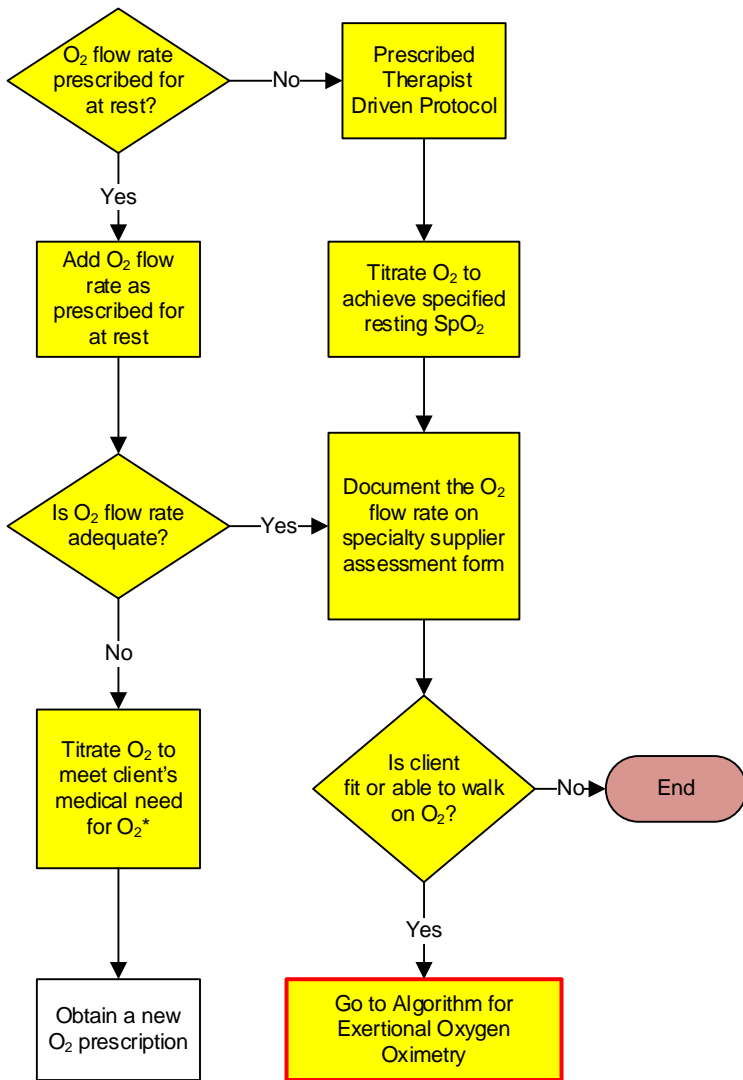 O₂ flow rate
prescribed for
at rest?
No
Prescribed
Therapist
Driven Protocol
Yes
Add O₂ flow
rate as
prescribed for
at rest
Titrate O₂ to
achieve specified
resting SpO₂
Is O₂ flow rate
adequate?
Yes
Document the O₂
flow rate on
specialty supplier
assessment form
No
Titrate O₂ to
meet client's
medical need
for O₂*
Is client
fit or able to walk
on O₂?
No
End
Yes
Obtain a new
O₂ prescription
Go to Algorithm for
Exertional Oxygen
Oximetry